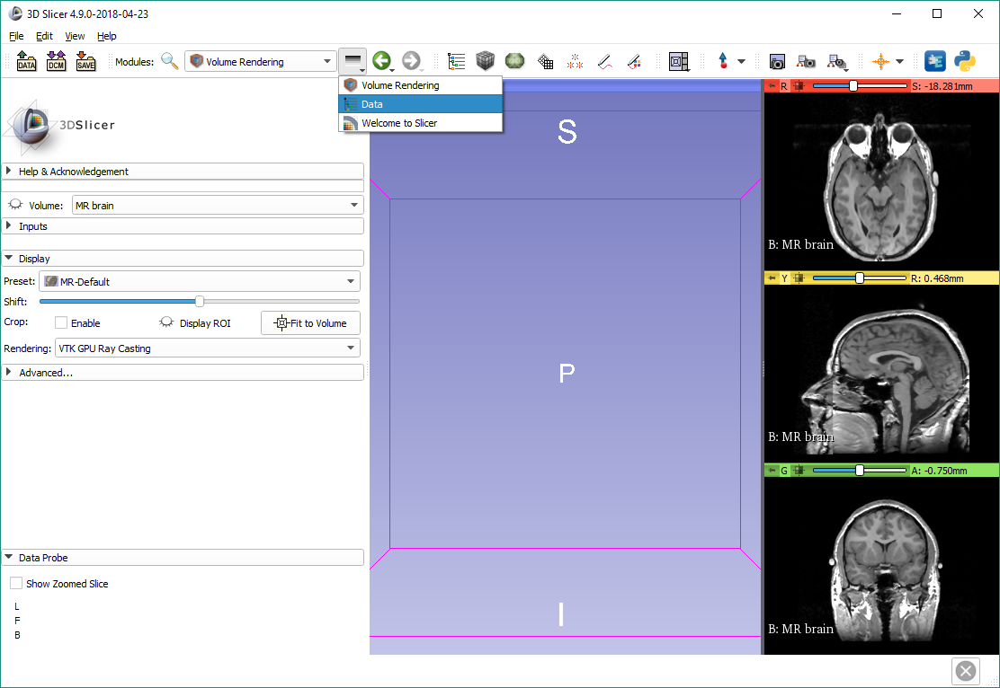 3D Slicer 4.9.0-2018-04-23
File Edit View Help
DATA DCM SAVE Modules: Volume Rendering
Volume Rendering
Data
Welcome to Slicer
3DSlicer
Help & Acknowledgement
Volume: MR brain
Inputs
Display
Preset: MR-Default
Shift:
Crop: Enable Display ROI Fit to Volume
Rendering: VTK GPU Ray Casting
Advanced...
Data Probe
Show Zoomed Slice
L
F
B
S
P
I
R S: -18.281mm
B: MR brain
Y R: 0.468mm
B: MR brain
G A: -0.750mm
B: MR brain